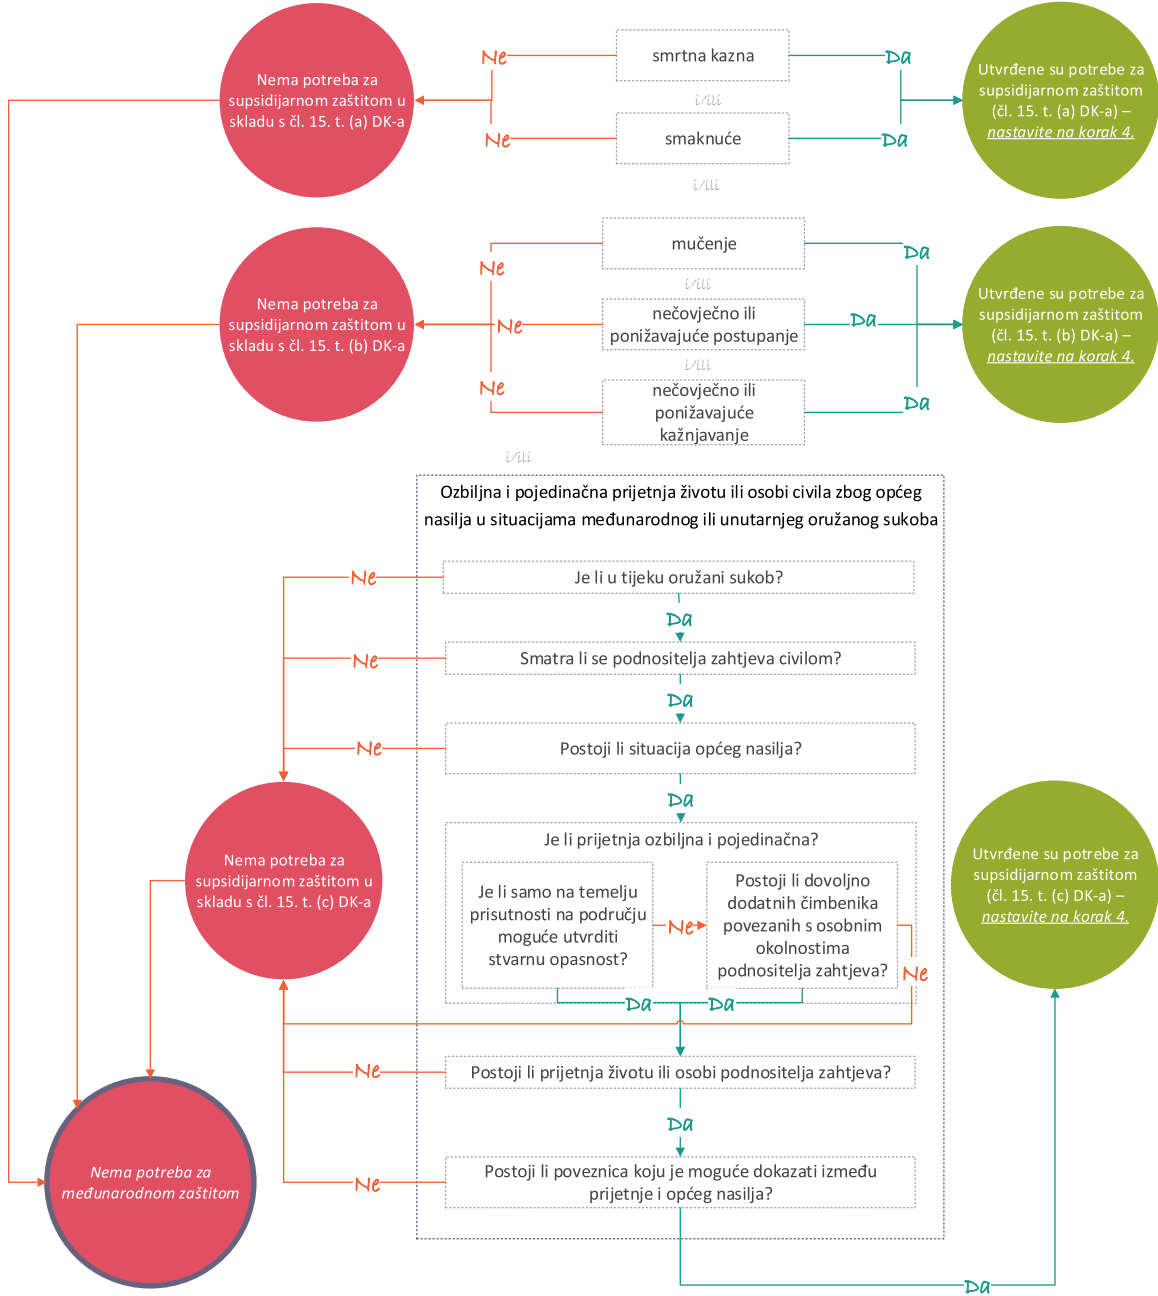 Nema potreba za
supsidijarnom zaštitom u
skladu s čl. 15. t. (a) DK-a
Ne
smrtna kazna
Da
i/ili
Ne
smaknuće
Da
Utvrđene su potrebe za
supsidijarnom zaštitom
(čl. 15. t. (a) DK-a) –
nastavite na korak 4.
i/ili
Nema potreba za
supsidijarnom zaštitom u
skladu s čl. 15. t. (b) DK-a
Ne
mučenje
Da
i/ili
Ne
nečovječno ili
ponižavajuće postupanje
Da
i/ili
Ne
nečovječno ili
ponižavajuće
kažnjavanje
Da
Utvrđene su potrebe za
supsidijarnom zaštitom
(čl. 15. t. (b) DK-a) –
nastavite na korak 4.
i/ili
Ozbiljna i pojedinačna prijetnja životu ili osobi civila zbog općeg
nasilja u situacijama međunarodnog ili unutarnjeg oružanog sukoba
Ne
Je li u tijeku oružani sukob?
Da
Ne
Smatra li se podnositelja zahtjeva civilom?
Da
Ne
Postoji li situacija općeg nasilja?
Da
Je li prijetnja ozbiljna i pojedinačna?
Je li samo na temelju
prisutnosti na području
moguće utvrditi
stvarnu opasnost?
Ne
Postoji li dovoljno
dodatnih čimbenika
povezanih s osobnim
okolnostima
podnositelja zahtjeva?
Ne
Da
Da
Nema potreba za
supsidijarnom zaštitom u
skladu s čl. 15. t. (c) DK-a
Utvrđene su potrebe za
supsidijarnom zaštitom
(čl. 15. t. (c) DK-a) –
nastavite na korak 4.
Ne
Postoji li prijetnja životu ili osobi podnositelja zahtjeva?
Da
Ne
Postoji li poveznica koju je moguće dokazati između
prijetnje i općeg nasilja?
Da
Nema potreba za
međunarodnom zaštitom